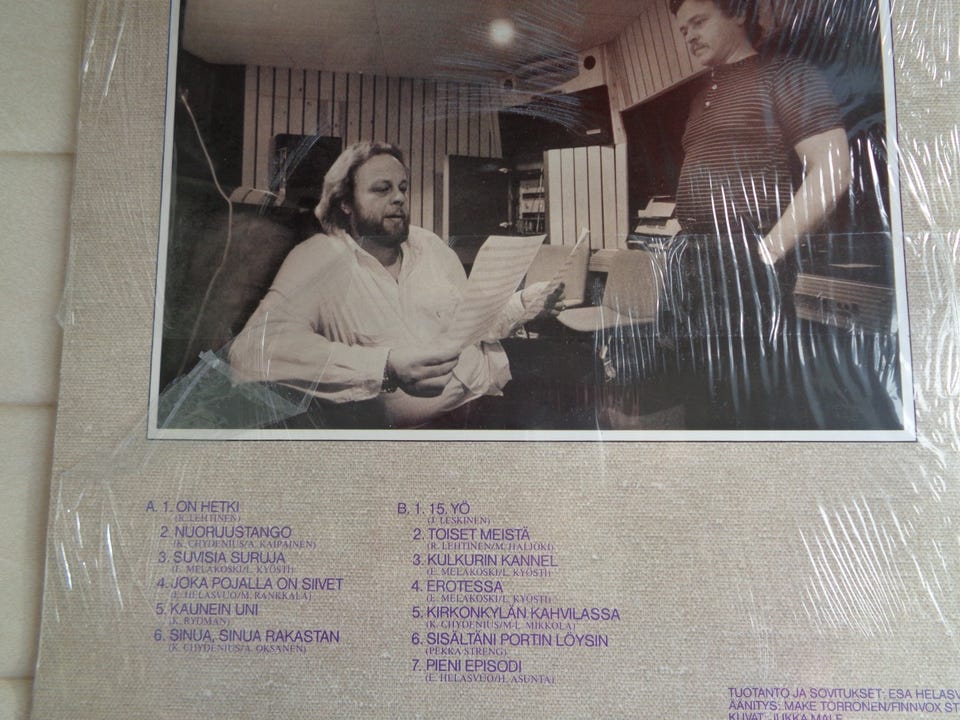 A. 1. ON HETKI
(R. LEHTINEN)
2. NUORUUSTANGO
(K. CHYDENIUS/A. KAIPAINEN)
3. SUVISIA SURUJA
(E. MELAKOSKI/L. KYÖSTI)
4. JOKA POJALLA ON SIIVET
(E. HELASVUO/M. RANKKALA)
5. KAUNEIN UNI
(K. RYDMAN)
6. SINUA, SINUA RAKASTAN
(K. CHYDENIUS/A. OKSANEN)
B. 1. 15. YÖ
(J. LESKINEN)
2. TOISET MEISTÄ
(R. LEHTINEN/M. HALJOKI)
3. KULKURIN KANNEL
(E. MELAKOSKI/L. KYÖSTI)
4. EROTESSA
(E. MELAKOSKI/L. KYÖSTI)
5. KIRKONKYLÄN KAHVILASSA
(K. CHYDENIUS/M-L. MIKKOLA)
6. SISÄLTÄNI PORTIN LÖYSIN
(PEKKA STRENG)
7. PIENI EPISODI
(E. HELASVUO/H. ASUNTA)
TUOTANTO JA SOVITUKSET: ESA HELASV
ÄÄNITYS: MAKE TÖRRÖNEN/FINNVOX ST
KUVAT: JUKKA MALE